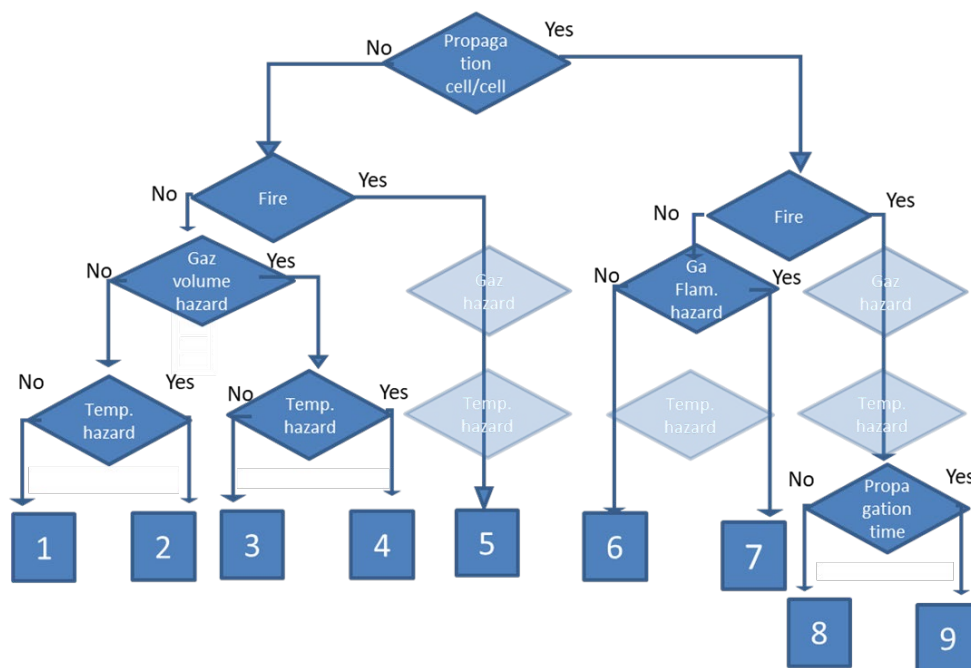 Propaga
tion
cell/cell
No
Yes
Fire
No
Yes
Fire
No
Yes
Gaz
volume
hazard
No
Yes
Gaz
hazard
Ga
Flam.
hazard
No
Yes
Gaz
hazard
Temp.
hazard
No
Yes
Temp.
hazard
No
Yes
Temp.
hazard
Temp.
hazard
Temp.
hazard
Propa
gation
time
No
Yes
1
2
3
4
5
6
7
8
9